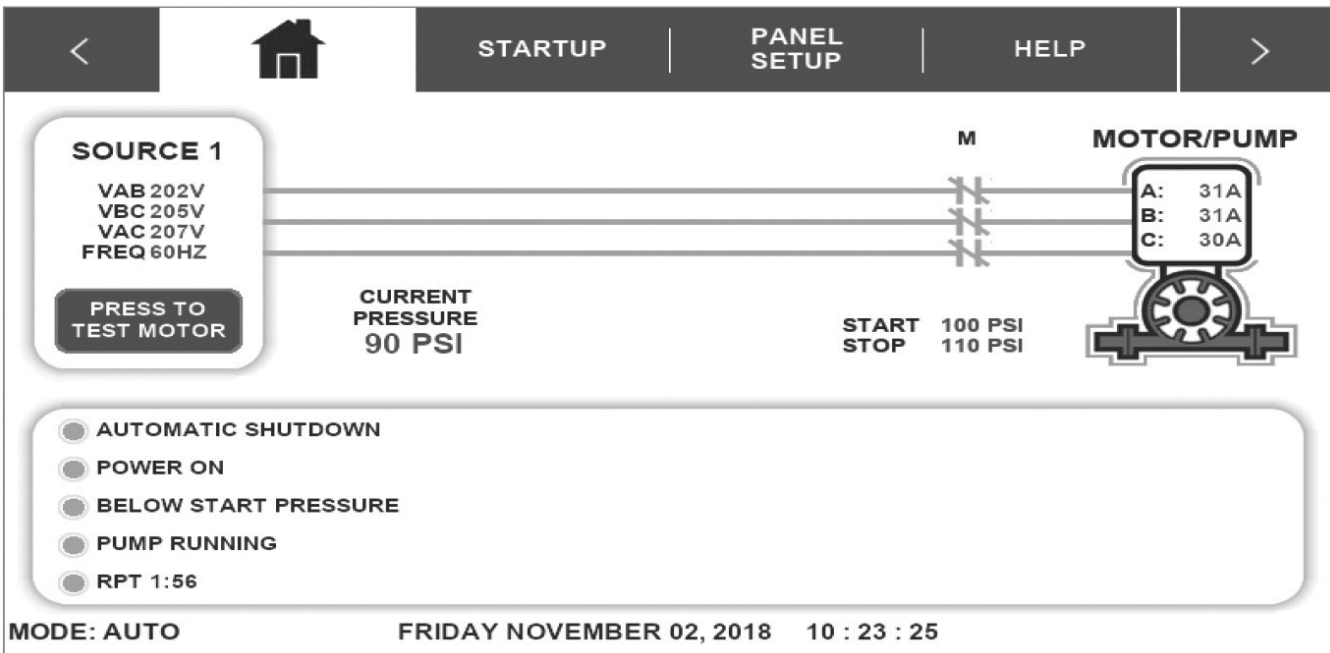 <
STARTUP
PANEL
SETUP
HELP
>
SOURCE 1
VAB 202V
VBC 205V
VAC 207V
FREQ 60HZ
PRESS TO
TEST MOTOR
CURRENT
PRESSURE
90 PSI
M
START 100 PSI
STOP 110 PSI
MOTOR/PUMP
A: 31A
B: 31A
C: 30A
AUTOMATIC SHUTDOWN
POWER ON
BELOW START PRESSURE
PUMP RUNNING
RPT 1:56
MODE: AUTO FRIDAY NOVEMBER 02, 2018 10 : 23 : 25